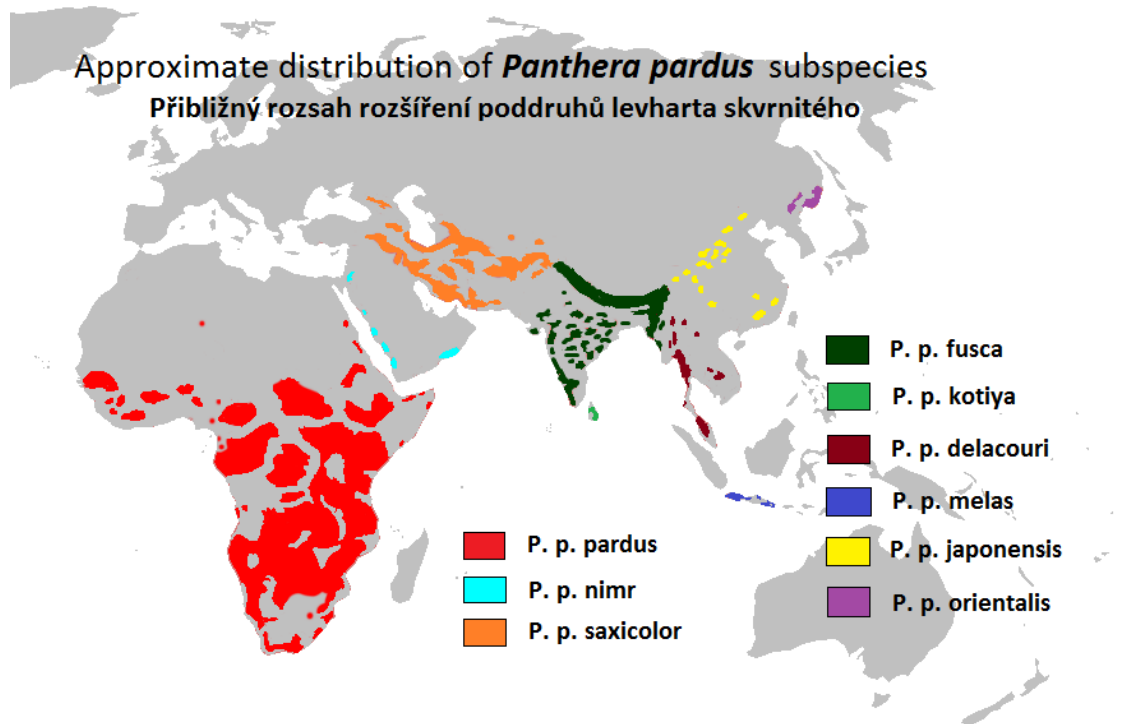 Approximate distribution of Panthera pardus subspecies
Přibližný rozsah rozšíření poddruhů levharta skvrnitého
P. p. fusca
P. p. kotiya
P. p. delacouri
P. p. melas
P. p. japonensis
P. p. orientalis
P. p. pardus
P. p. nimr
P. p. saxicolor